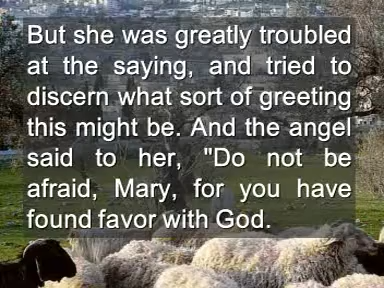 But she was greatly troubled
at the saying, and tried to
discern what sort of greeting
this might be. And the angel
said to her, "Do not be
afraid, Mary, for you have
found favor with God.